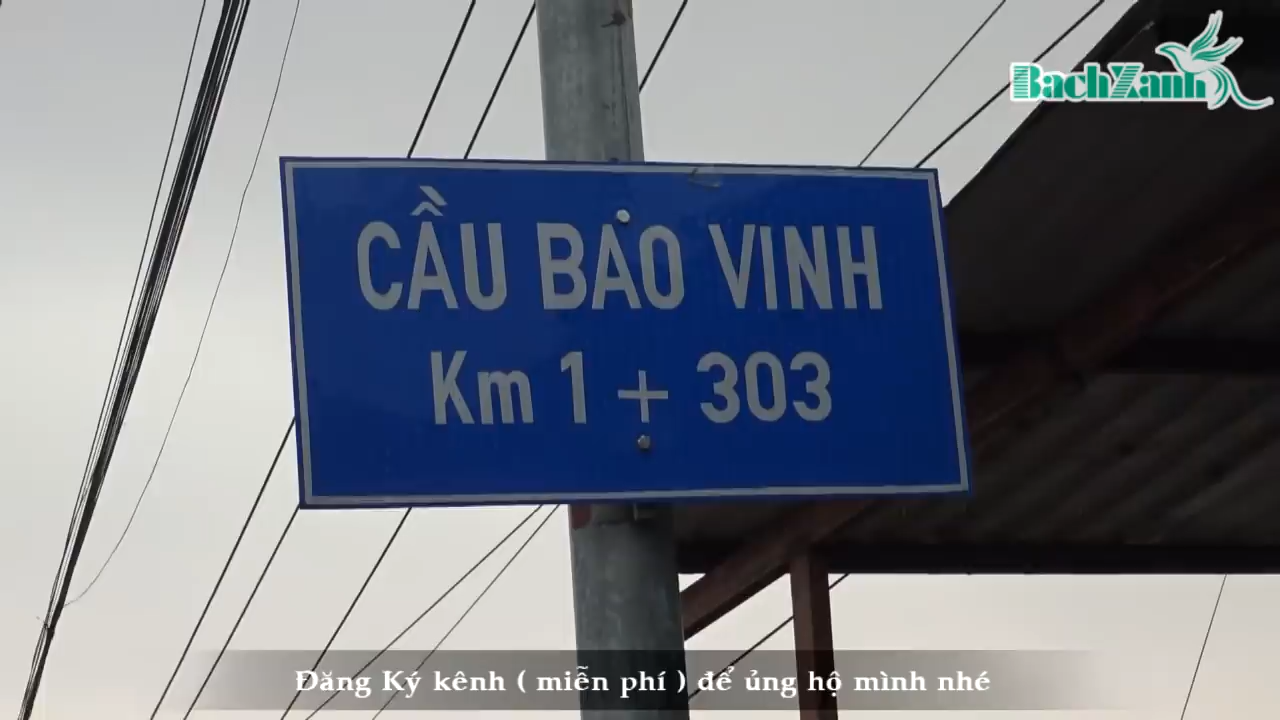 BachXanh
CẦU BAO VINH
Km 1 + 303
Đăng Ký kênh ( miễn phí ) để ủng hộ mình nhé